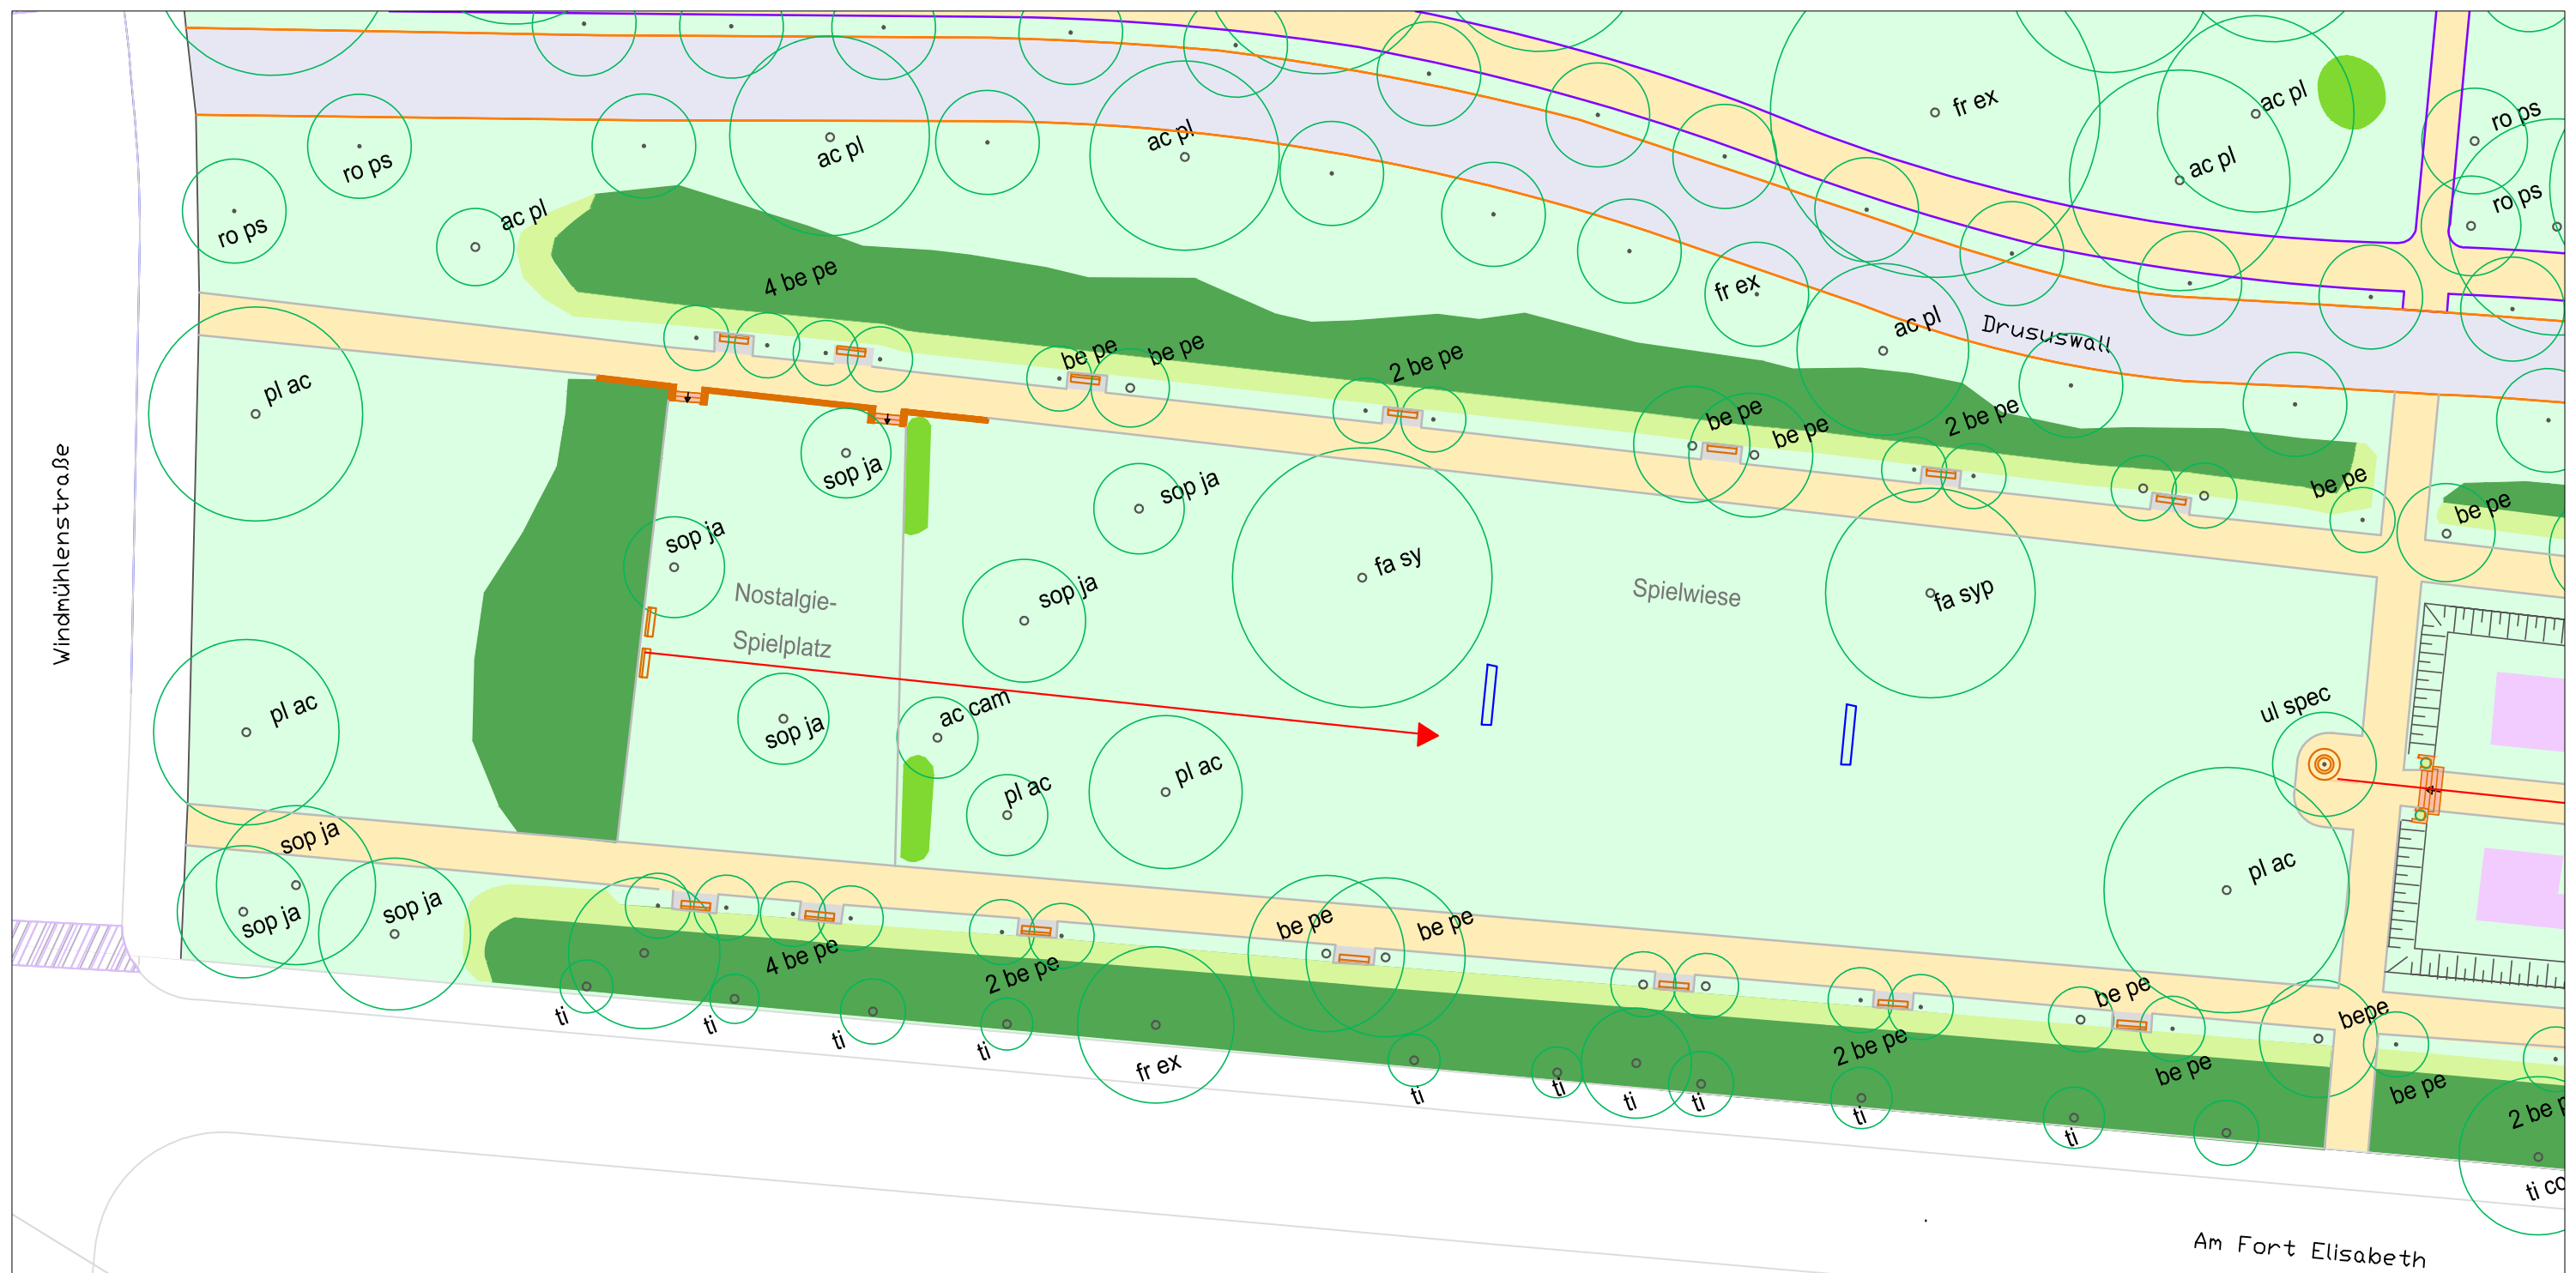 fr ex
ac pl
ro ps
ac pl
ac pl
ac pl
ro ps
ro ps
ro ps
ac pl
4 be pe
fr ex
ac pl
Drususwall
be pe
be pe
2 be pe
pl ac
be pe
be pe
2 be pe
be pe
be pe
sop ja
sop ja
sop ja
fa sy
Windmühlenstraße
Nostalgie-
Spielplatz
sop ja
Spielwiese
fa syp
pl ac
sop ja
ac cam
ul spec
pl ac
pl ac
sop ja
pl ac
sop ja
sop ja
4 be pe
2 be pe
be pe
be pe
be pe
bepe
2 be pe
be pe
be pe
ti
ti
ti
ti
fr ex
ti
ti
ti
ti
ti
ti
2 be p
ti co
Am Fort Elisabeth